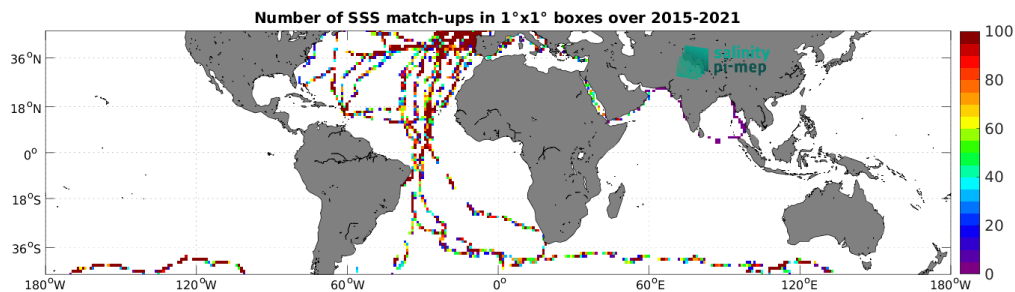 Number of SSS match-ups in 1°x1° boxes over 2015-2021
salinity
pi-mep
36°N
18°N
0°
18°S
36°S
180°W
120°W
60°W
0°
60°E
120°E
180°W
100
80
60
40
20
0